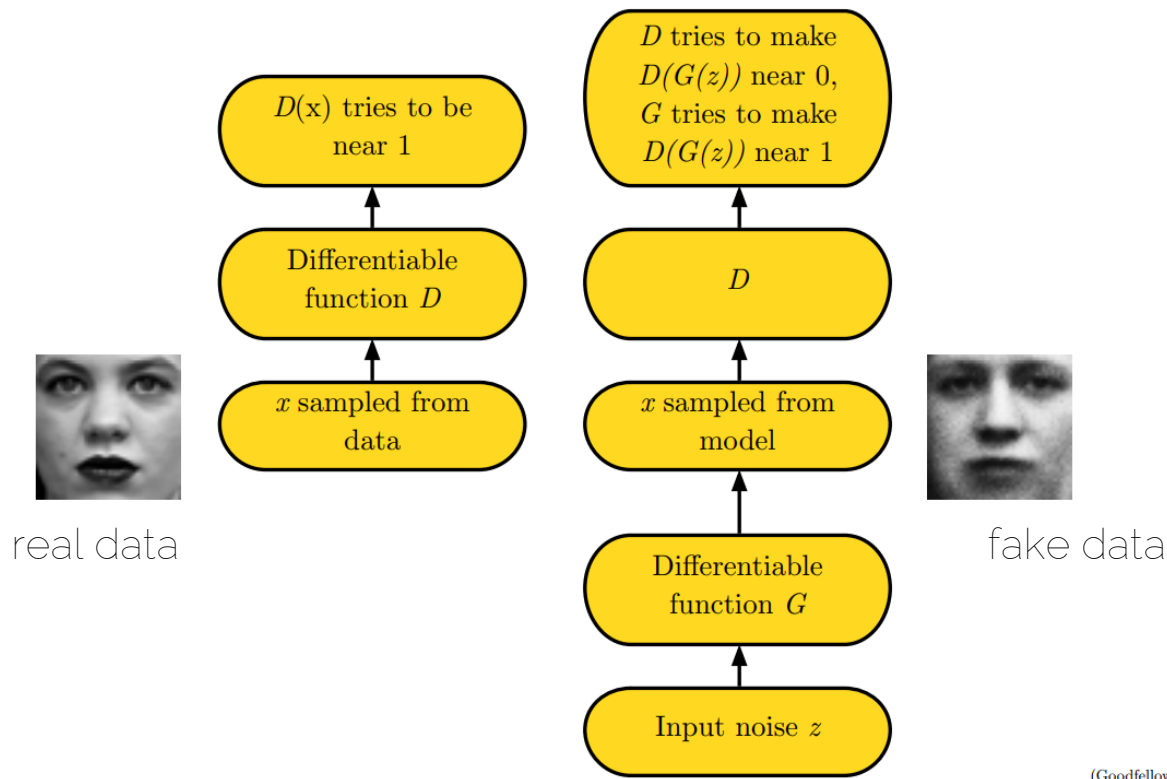 D(x) tries to be
near 1
Differentiable
function D
x sampled from
data
real data
D tries to make
D(G(z)) near 0,
G tries to make
D(G(z)) near 1
D
x sampled from
model
Differentiable
function G
Input noise z
fake data
(Goodfellow